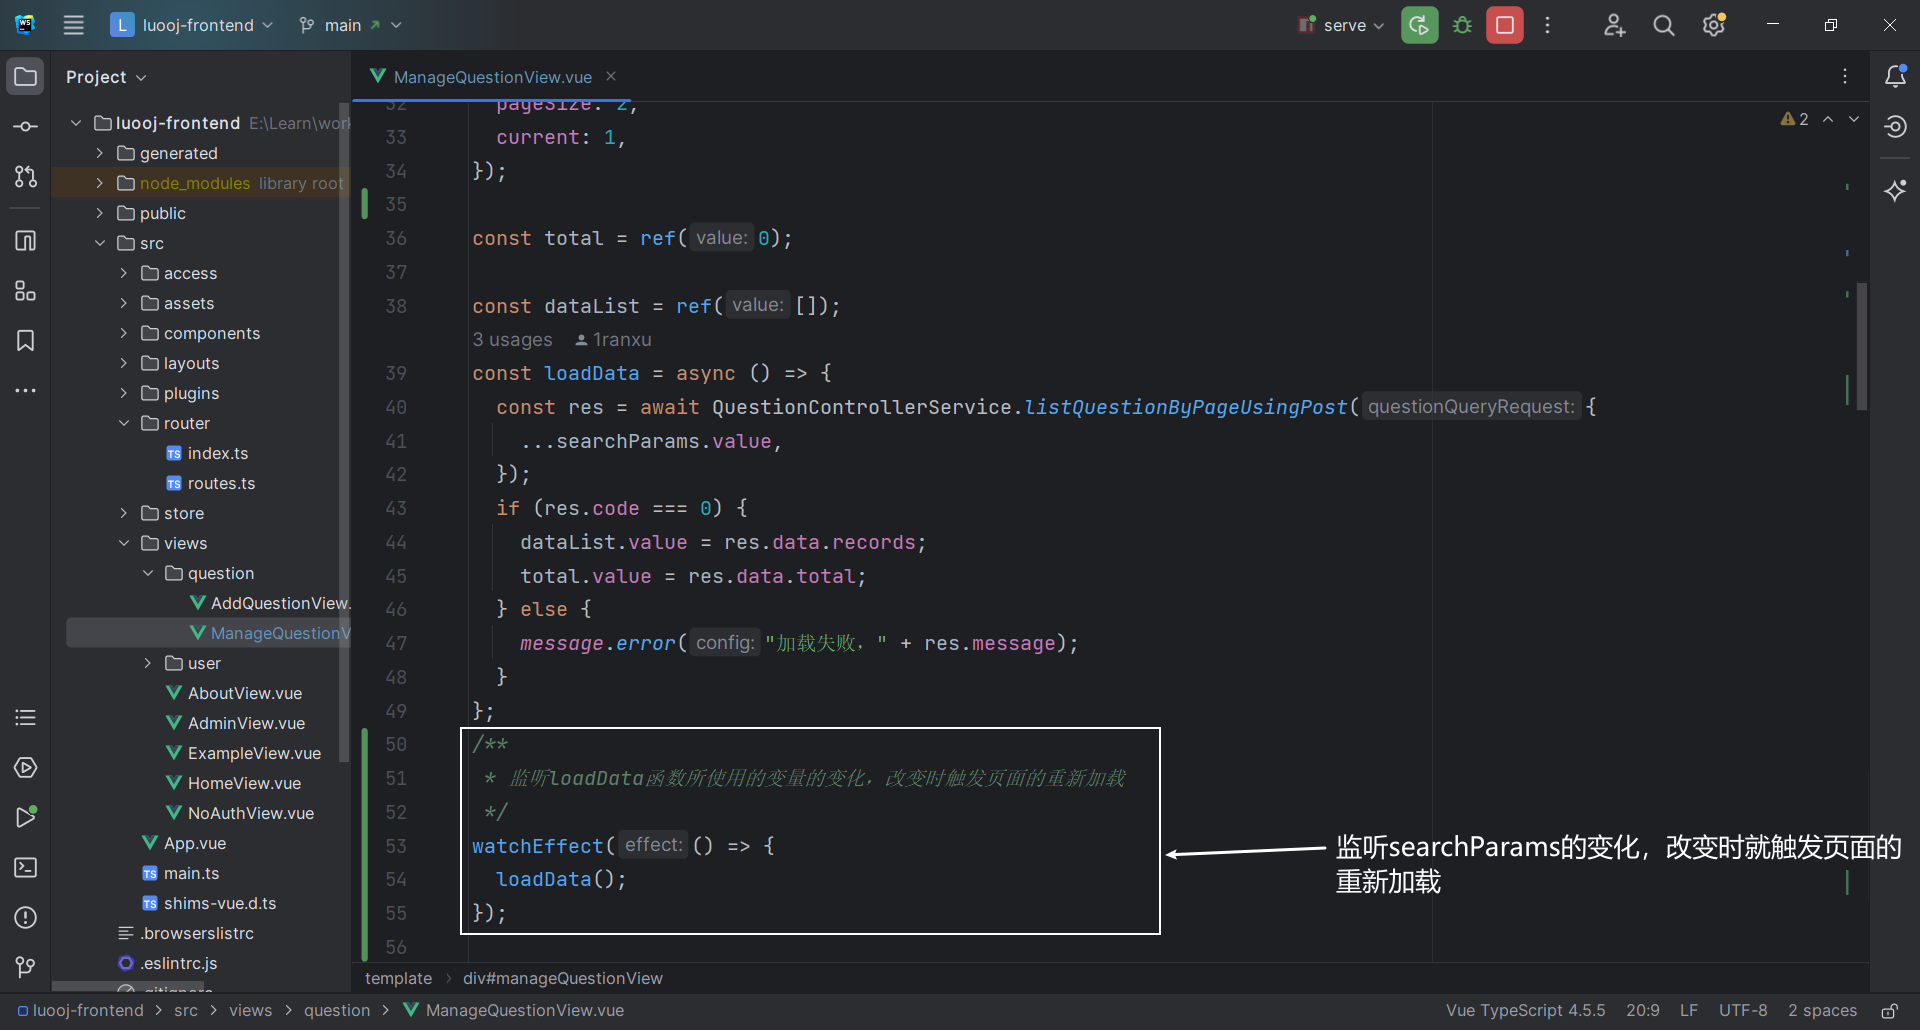 WS
L luooj-frontend
main
serve
Project
ManageQuestionView.vue
luooj-frontend E:\Learn\work
generated
node_modules library root
public
src
access
assets
components
layouts
plugins
router
TS index.ts
TS routes.ts
store
views
question
AddQuestionView.
ManageQuestionV
user
AboutView.vue
AdminView.vue
ExampleView.vue
HomeView.vue
NoAuthView.vue
App.vue
TS main.ts
TS shims-vue.d.ts
.browserslistrc
.eslintrc.js
.gitignore
2
32 pageSize: 2,
33 current: 1,
34 });
35
36 const total = ref( value: 0);
37
38 const dataList = ref( value: []);
3 usages 1ranxu
39 const loadData = async () => {
40 const res = await QuestionControllerService.listQuestionByPageUsingPost( questionQueryRequest: {
41 ...searchParams.value,
42 });
43 if (res.code === 0) {
44 dataList.value = res.data.records;
45 total.value = res.data.total;
46 } else {
47 message.error( config: "加载失败，" + res.message);
48 }
49 };
50 /**
51 * 监听loadData函数所使用的变量的变化，改变时触发页面的重新加载
52 */
53 watchEffect( effect: () => {
54 loadData();
55 });
56
监听searchParams的变化，改变时就触发页面的
重新加载
template > div#manageQuestionView
luooj-frontend > src > views > question > ManageQuestionView.vue
Vue TypeScript 4.5.5 20:9 LF UTF-8 2 spaces